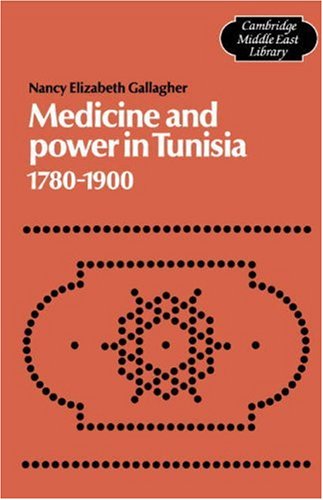 Cambridge
Middle East
Library
Nancy Elizabeth Gallagher
Medicine and
power in Tunisia
1780-1900